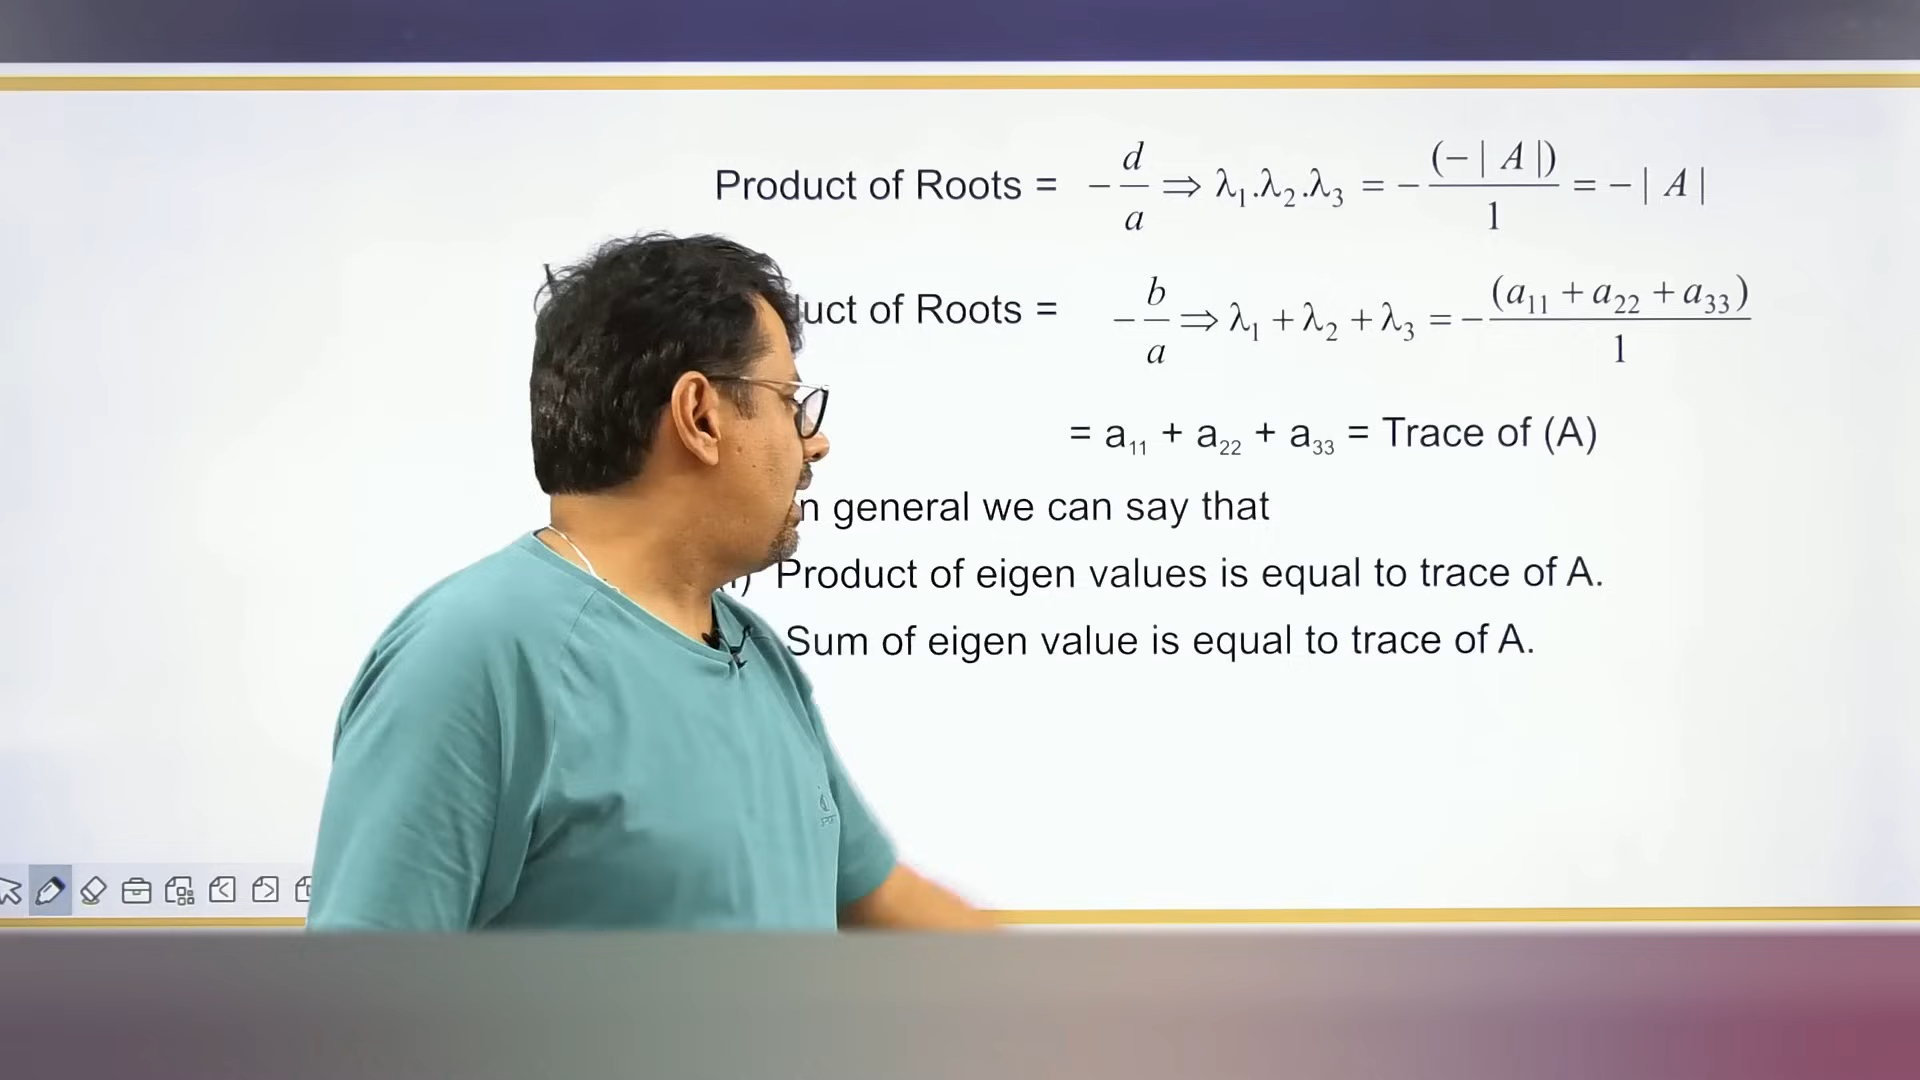 Product of Roots = − d/a ⇒ λ₁.λ₂.λ₃ = − (−| A |)/1 = −| A |
uct of Roots = − b/a ⇒ λ₁ + λ₂ + λ₃ = − (a₁₁ + a₂₂ + a₃₃)/1
= a₁₁ + a₂₂ + a₃₃ = Trace of (A)
n general we can say that
Product of eigen values is equal to trace of A.
Sum of eigen value is equal to trace of A.